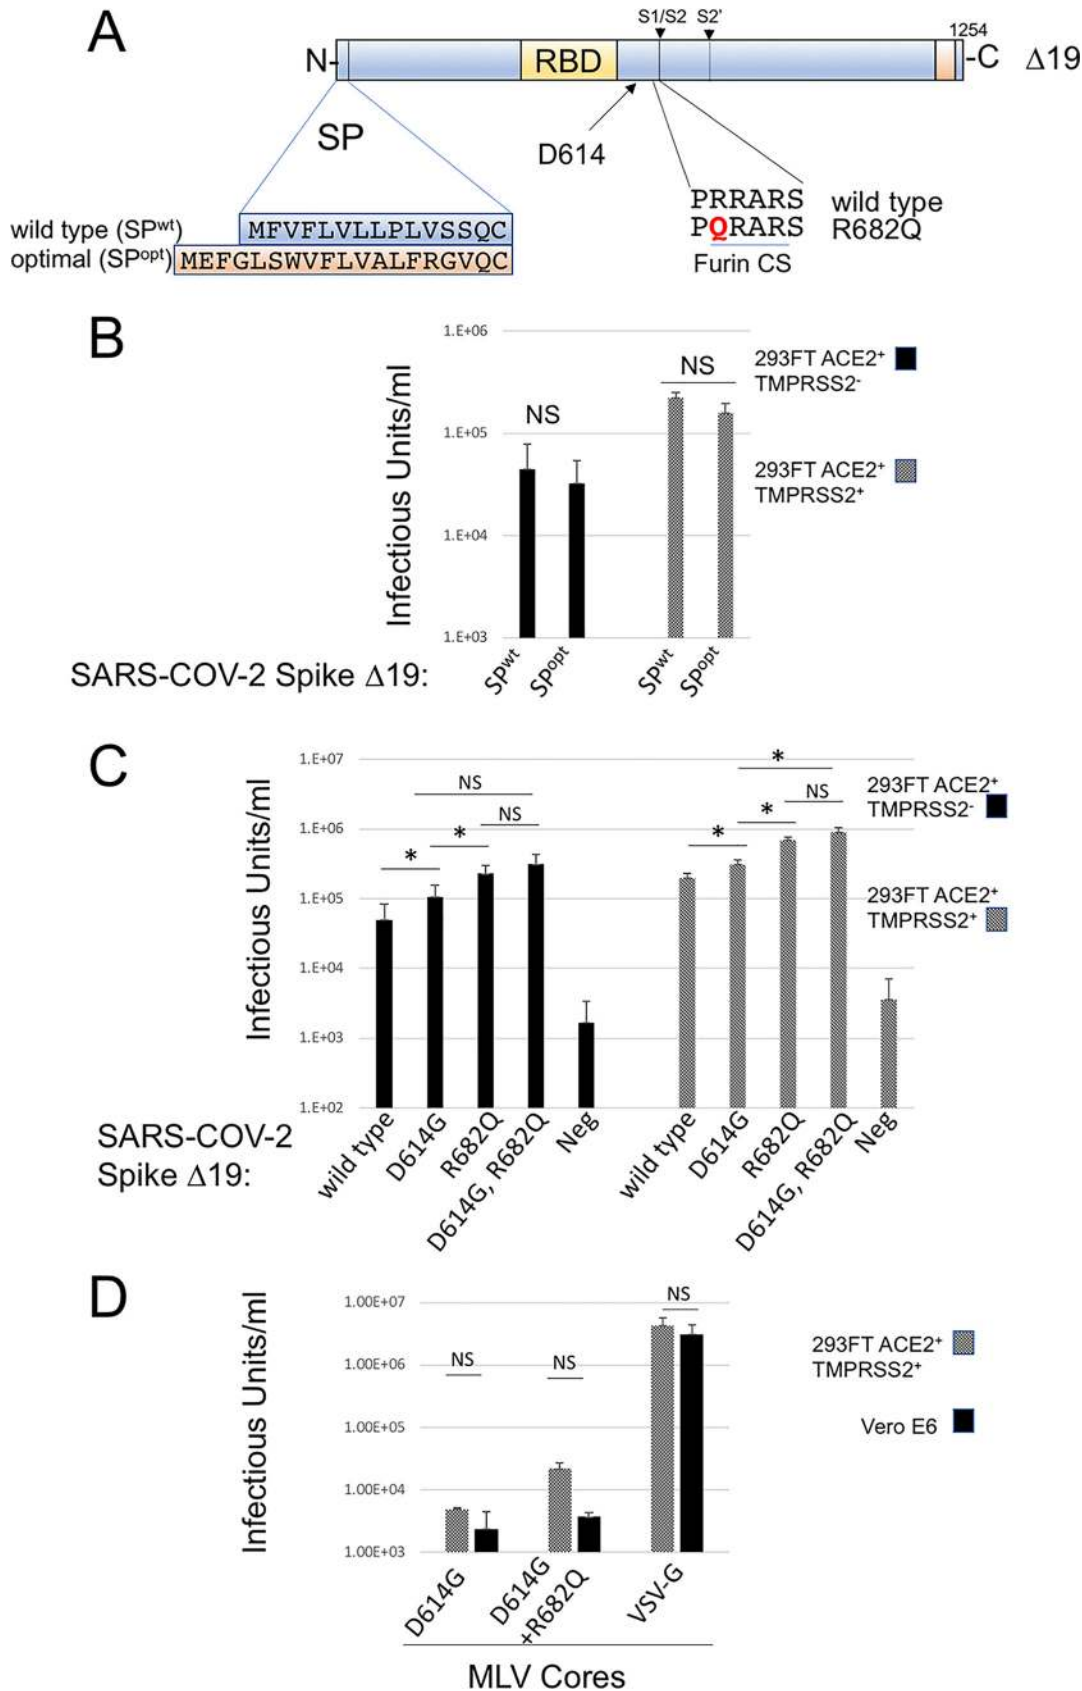 A
S1/S2
S2'
1254
N-
RBD
-C
Δ19
SP
D614
PRRARS
wild type
PQRARS
R682Q
Furin CS
wild type (SPwt)
MFVFLVLLPLVSSQC
optimal (SPopt)
MEFGLSWVFLVALFRGVQC
B
Infectious Units/ml
1.E+06
1.E+05
1.E+04
1.E+03
NS
NS
293FT ACE2+
TMPRSS2-
293FT ACE2+
TMPRSS2+
SPwt
SPopt
SPwt
SPopt
SARS-COV-2 Spike Δ19:
C
Infectious Units/ml
1.E+07
1.E+06
1.E+05
1.E+04
1.E+03
1.E+02
*
*
NS
NS
*
*
NS
*
293FT ACE2+
TMPRSS2-
293FT ACE2+
TMPRSS2+
wild type
D614G
R682Q
D614G, R682Q
Neg
wild type
D614G
R682Q
D614G, R682Q
Neg
SARS-COV-2
Spike Δ19:
D
Infectious Units/ml
1.00E+07
1.00E+06
1.00E+05
1.00E+04
1.00E+03
NS
NS
NS
293FT ACE2+
TMPRSS2+
Vero E6
D614G
D614G
+R682Q
VSV-G
MLV Cores